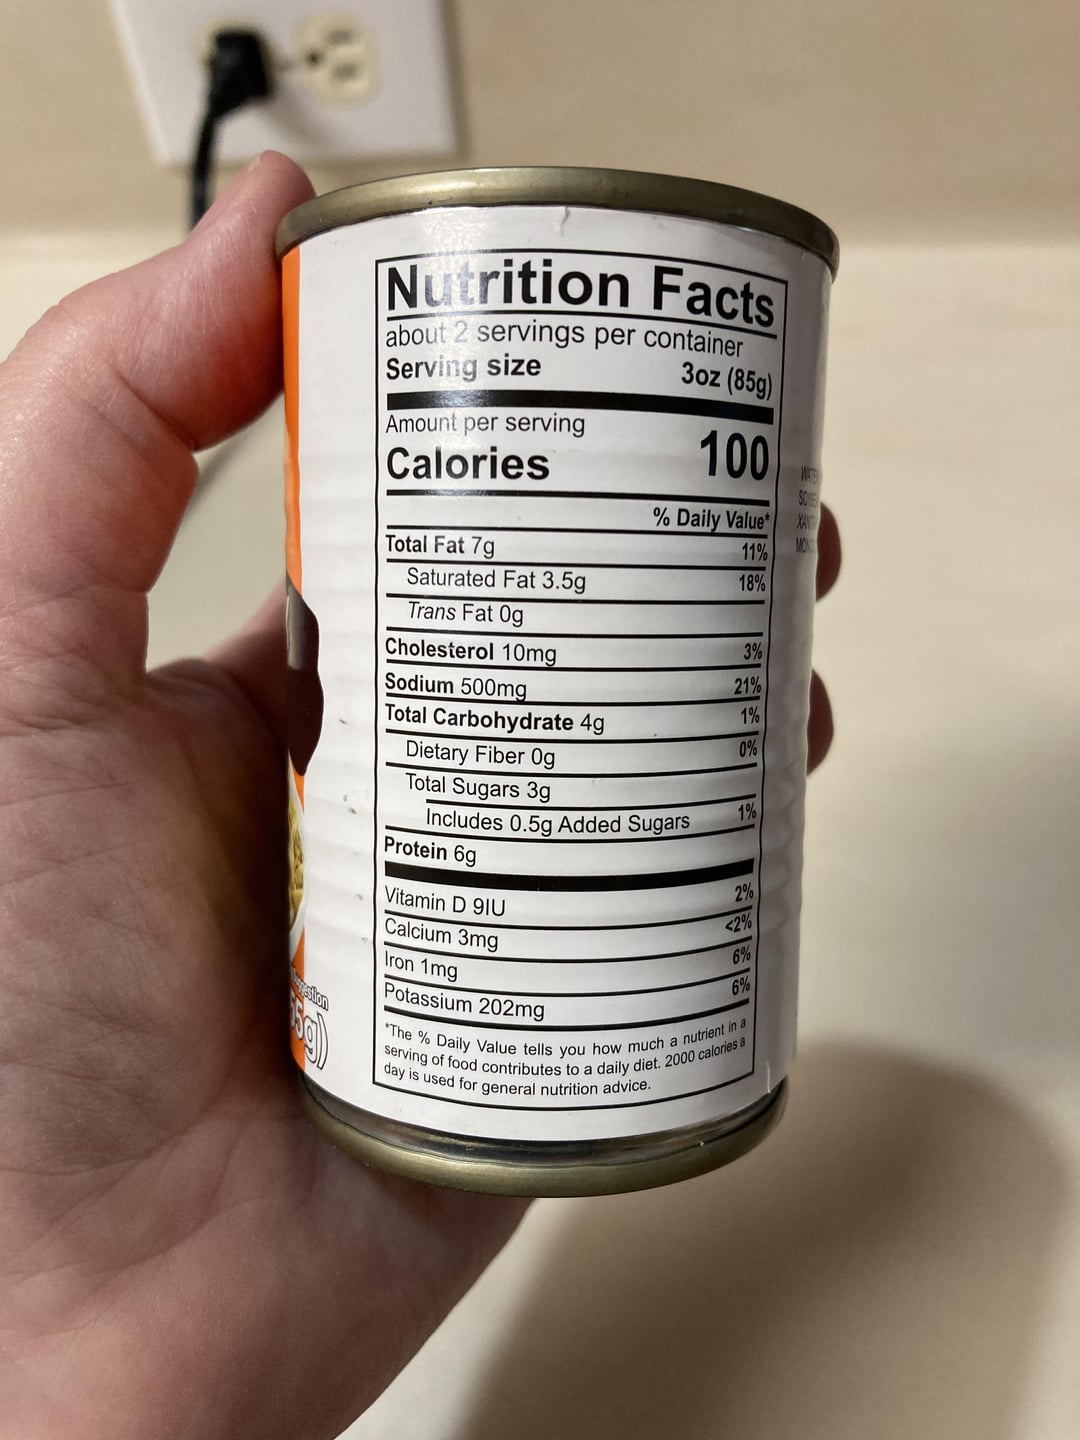 Nutrition Facts
about 2 servings per container
Serving size 3oz (85g)
Amount per serving
Calories 100
% Daily Value*
Total Fat 7g 11%
Saturated Fat 3.5g 18%
Trans Fat 0g
Cholesterol 10mg 3%
Sodium 500mg 21%
Total Carbohydrate 4g 1%
Dietary Fiber 0g 0%
Total Sugars 3g
Includes 0.5g Added Sugars 1%
Protein 6g
Vitamin D 9IU 2%
Calcium 3mg <2%
Iron 1mg 6%
Potassium 202mg 6%
*The % Daily Value tells you how much a nutrient in a
serving of food contributes to a daily diet. 2000 calories a
day is used for general nutrition advice.